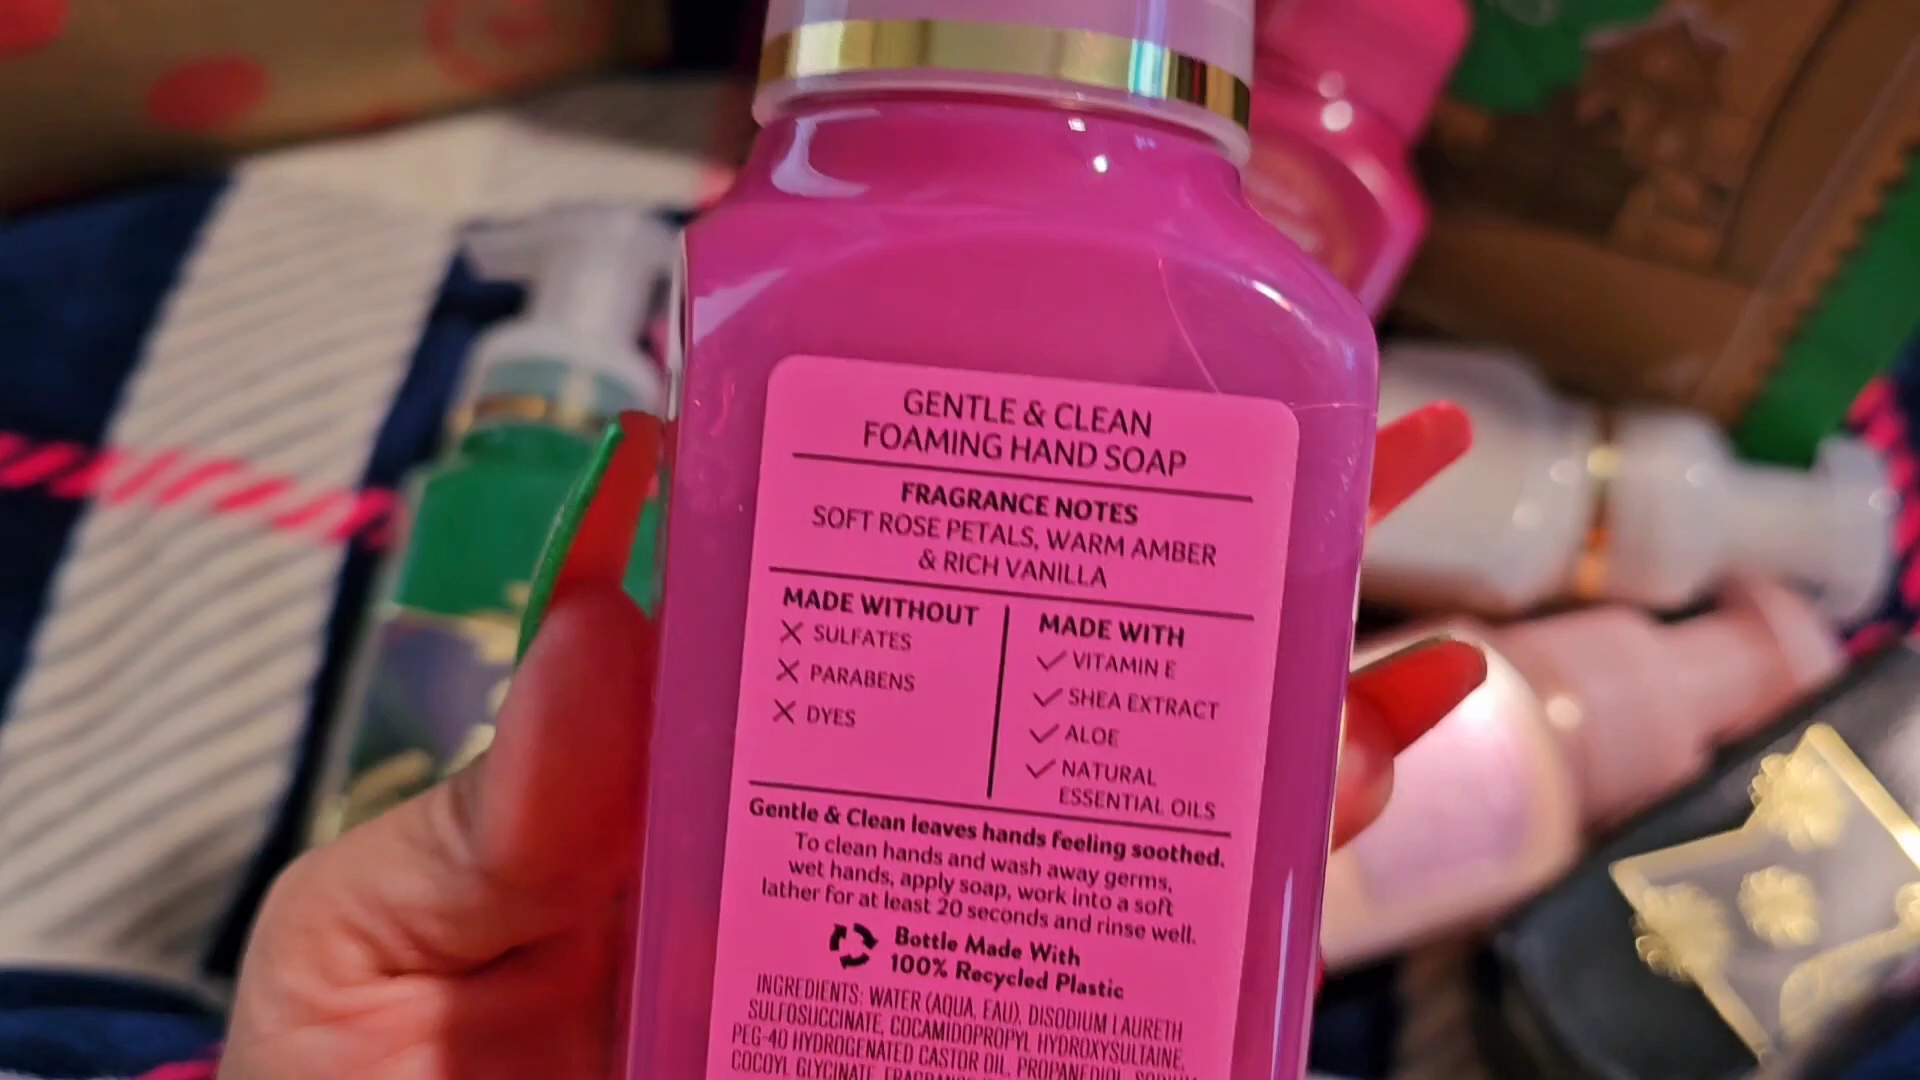 GENTLE & CLEAN
FOAMING HAND SOAP
FRAGRANCE NOTES
SOFT ROSE PETALS, WARM AMBER
& RICH VANILLA
MADE WITHOUT
SULFATES
PARABENS
DYES
MADE WITH
VITAMIN E
SHEA EXTRACT
ALOE
NATURAL
ESSENTIAL OILS
Gentle & Clean leaves hands feeling soothed.
To clean hands and wash away germs,
wet hands, apply soap, work into a soft
lather for at least 20 seconds and rinse well.
Bottle Made With
100% Recycled Plastic
INGREDIENTS: WATER (AQUA, EAU), DISODIUM LAURETH
SULFOSUCCINATE, COCAMIDOPROPYL HYDROXYSULTAINE,
PEG-40 HYDROGENATED CASTOR OIL, PROPANEDIOL, SODIUM
COCOYL GLYCINATE,